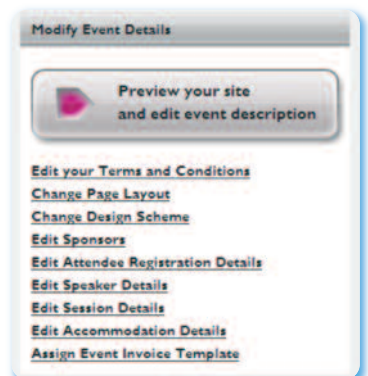 Modify Event Details
Preview your site
and edit event description
Edit your Terms and Conditions
Change Page Layout
Change Design Scheme
Edit Sponsors
Edit Attendee Registration Details
Edit Speaker Details
Edit Session Details
Edit Accommodation Details
Assign Event Invoice Template